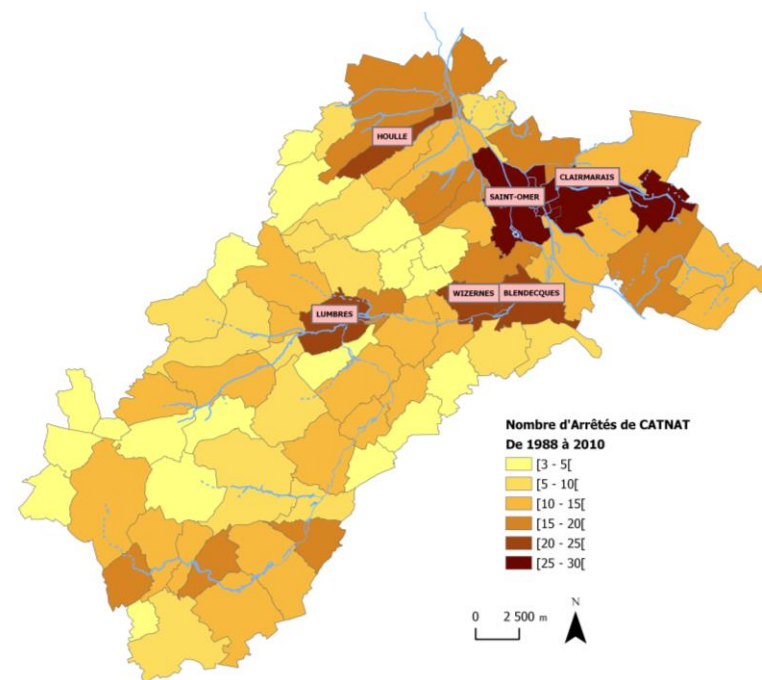 HOULLE
CLAIRMARAIS
SAINT-OMER
WIZERNES
BLENDECQUES
LUMBRES
Nombre d'Arrêtés de CATNAT
De 1988 à 2010
[3 - 5[
[5 - 10[
[10 - 15[
[15 - 20[
[20 - 25[
[25 - 30[
0 2 500 m
N